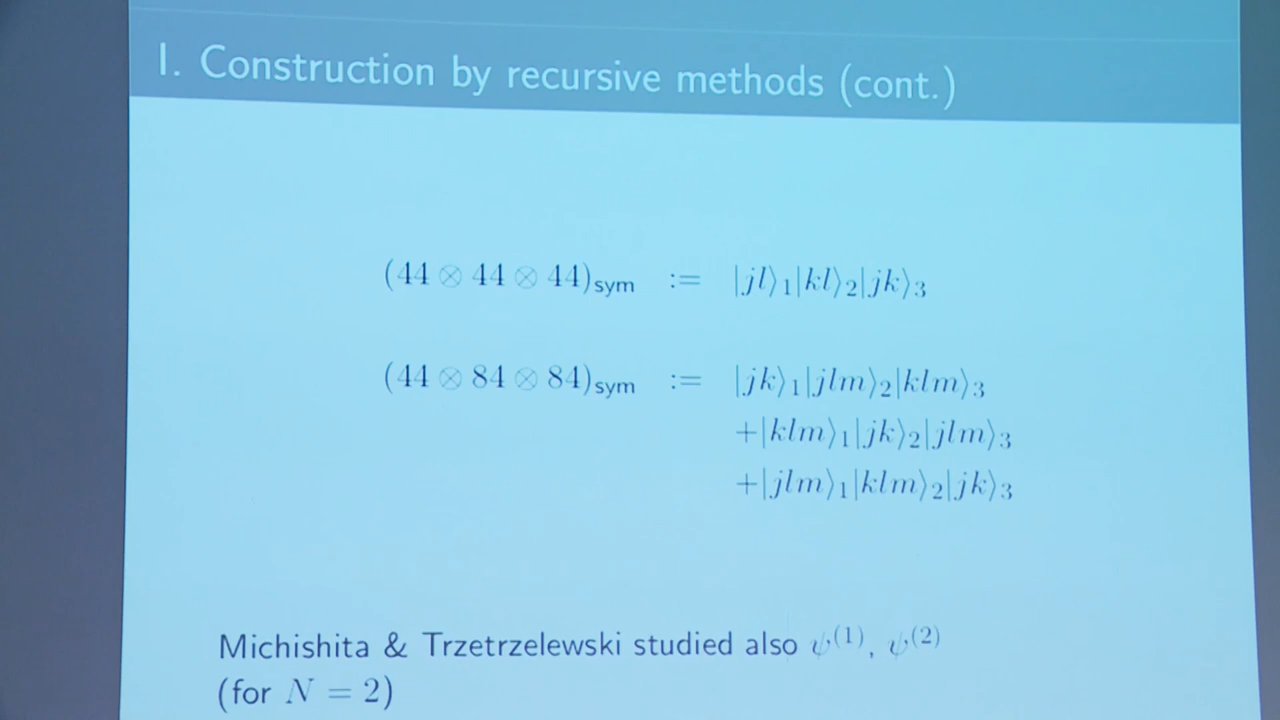 I. Construction by recursive methods (cont.)
(44 ⊗ 44 ⊗ 44)sym := |jl⟩₁|kl⟩₂|jk⟩₃
(44 ⊗ 84 ⊗ 84)sym := |jk⟩₁|jlm⟩₂|klm⟩₃
+|klm⟩₁|jk⟩₂|jlm⟩₃
+|jlm⟩₁|klm⟩₂|jk⟩₃
Michishita & Trzetrzelewski studied also ψ⁽¹⁾, ψ⁽²⁾
(for N = 2)